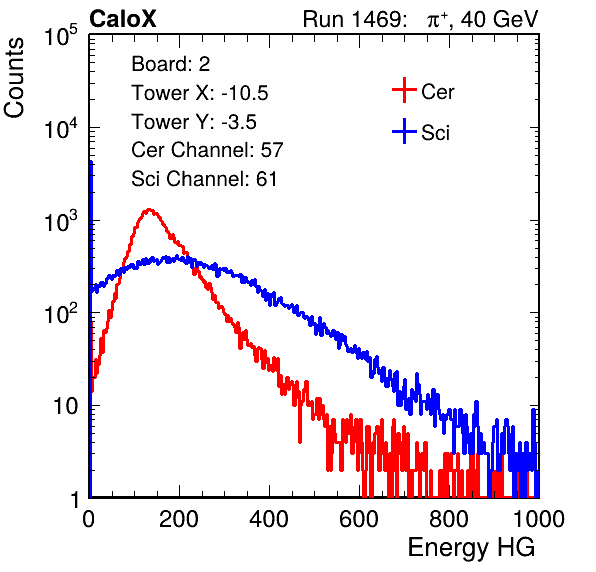 CaloX Run 1469: π⁺, 40 GeV
Counts
10⁵
10⁴
10³
10²
10
1
Board: 2
Tower X: -10.5
Tower Y: -3.5
Cer Channel: 57
Sci Channel: 61
Cer
Sci
0 200 400 600 800 1000
Energy HG